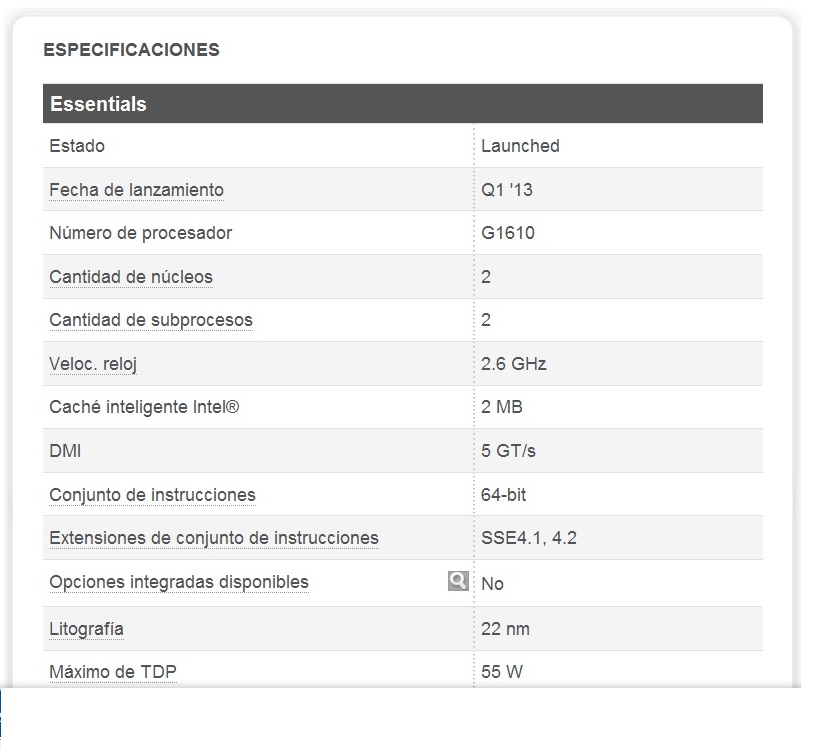 ESPECIFICACIONES
Essentials
Estado Launched
Fecha de lanzamiento Q1 '13
Número de procesador G1610
Cantidad de núcleos 2
Cantidad de subprocesos 2
Veloc. reloj 2.6 GHz
Caché inteligente Intel® 2 MB
DMI 5 GT/s
Conjunto de instrucciones 64-bit
Extensiones de conjunto de instrucciones SSE4.1, 4.2
Opciones integradas disponibles No
Litografía 22 nm
Máximo de TDP 55 W